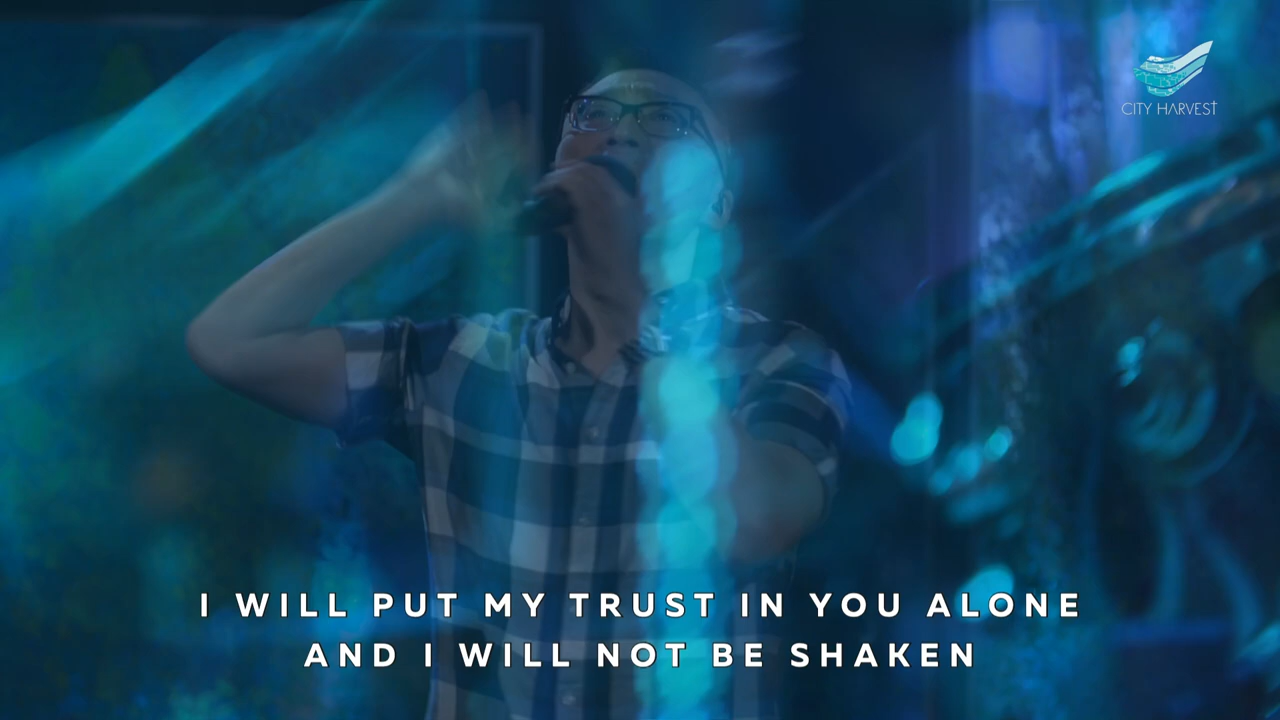 CITY HARVEST
I WILL PUT MY TRUST IN YOU ALONE
AND I WILL NOT BE SHAKEN